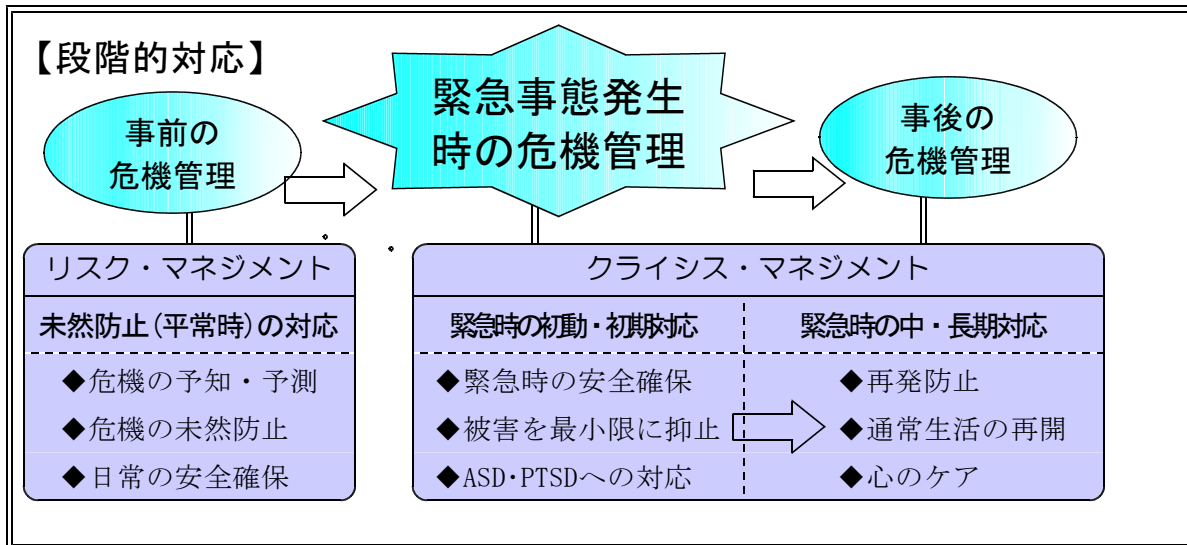 【段階的対応】
事前の
危機管理
緊急事態発生
時の危機管理
事後の
危機管理
リスク・マネジメント
未然防止(平常時)の対応
◆危機の予知・予測
◆危機の未然防止
◆日常の安全確保
クライシス・マネジメント
緊急時の初動・初期対応
◆緊急時の安全確保
◆被害を最小限に抑止
◆ASD･PTSDへの対応
緊急時の中・長期対応
◆再発防止
◆通常生活の再開
◆心のケア